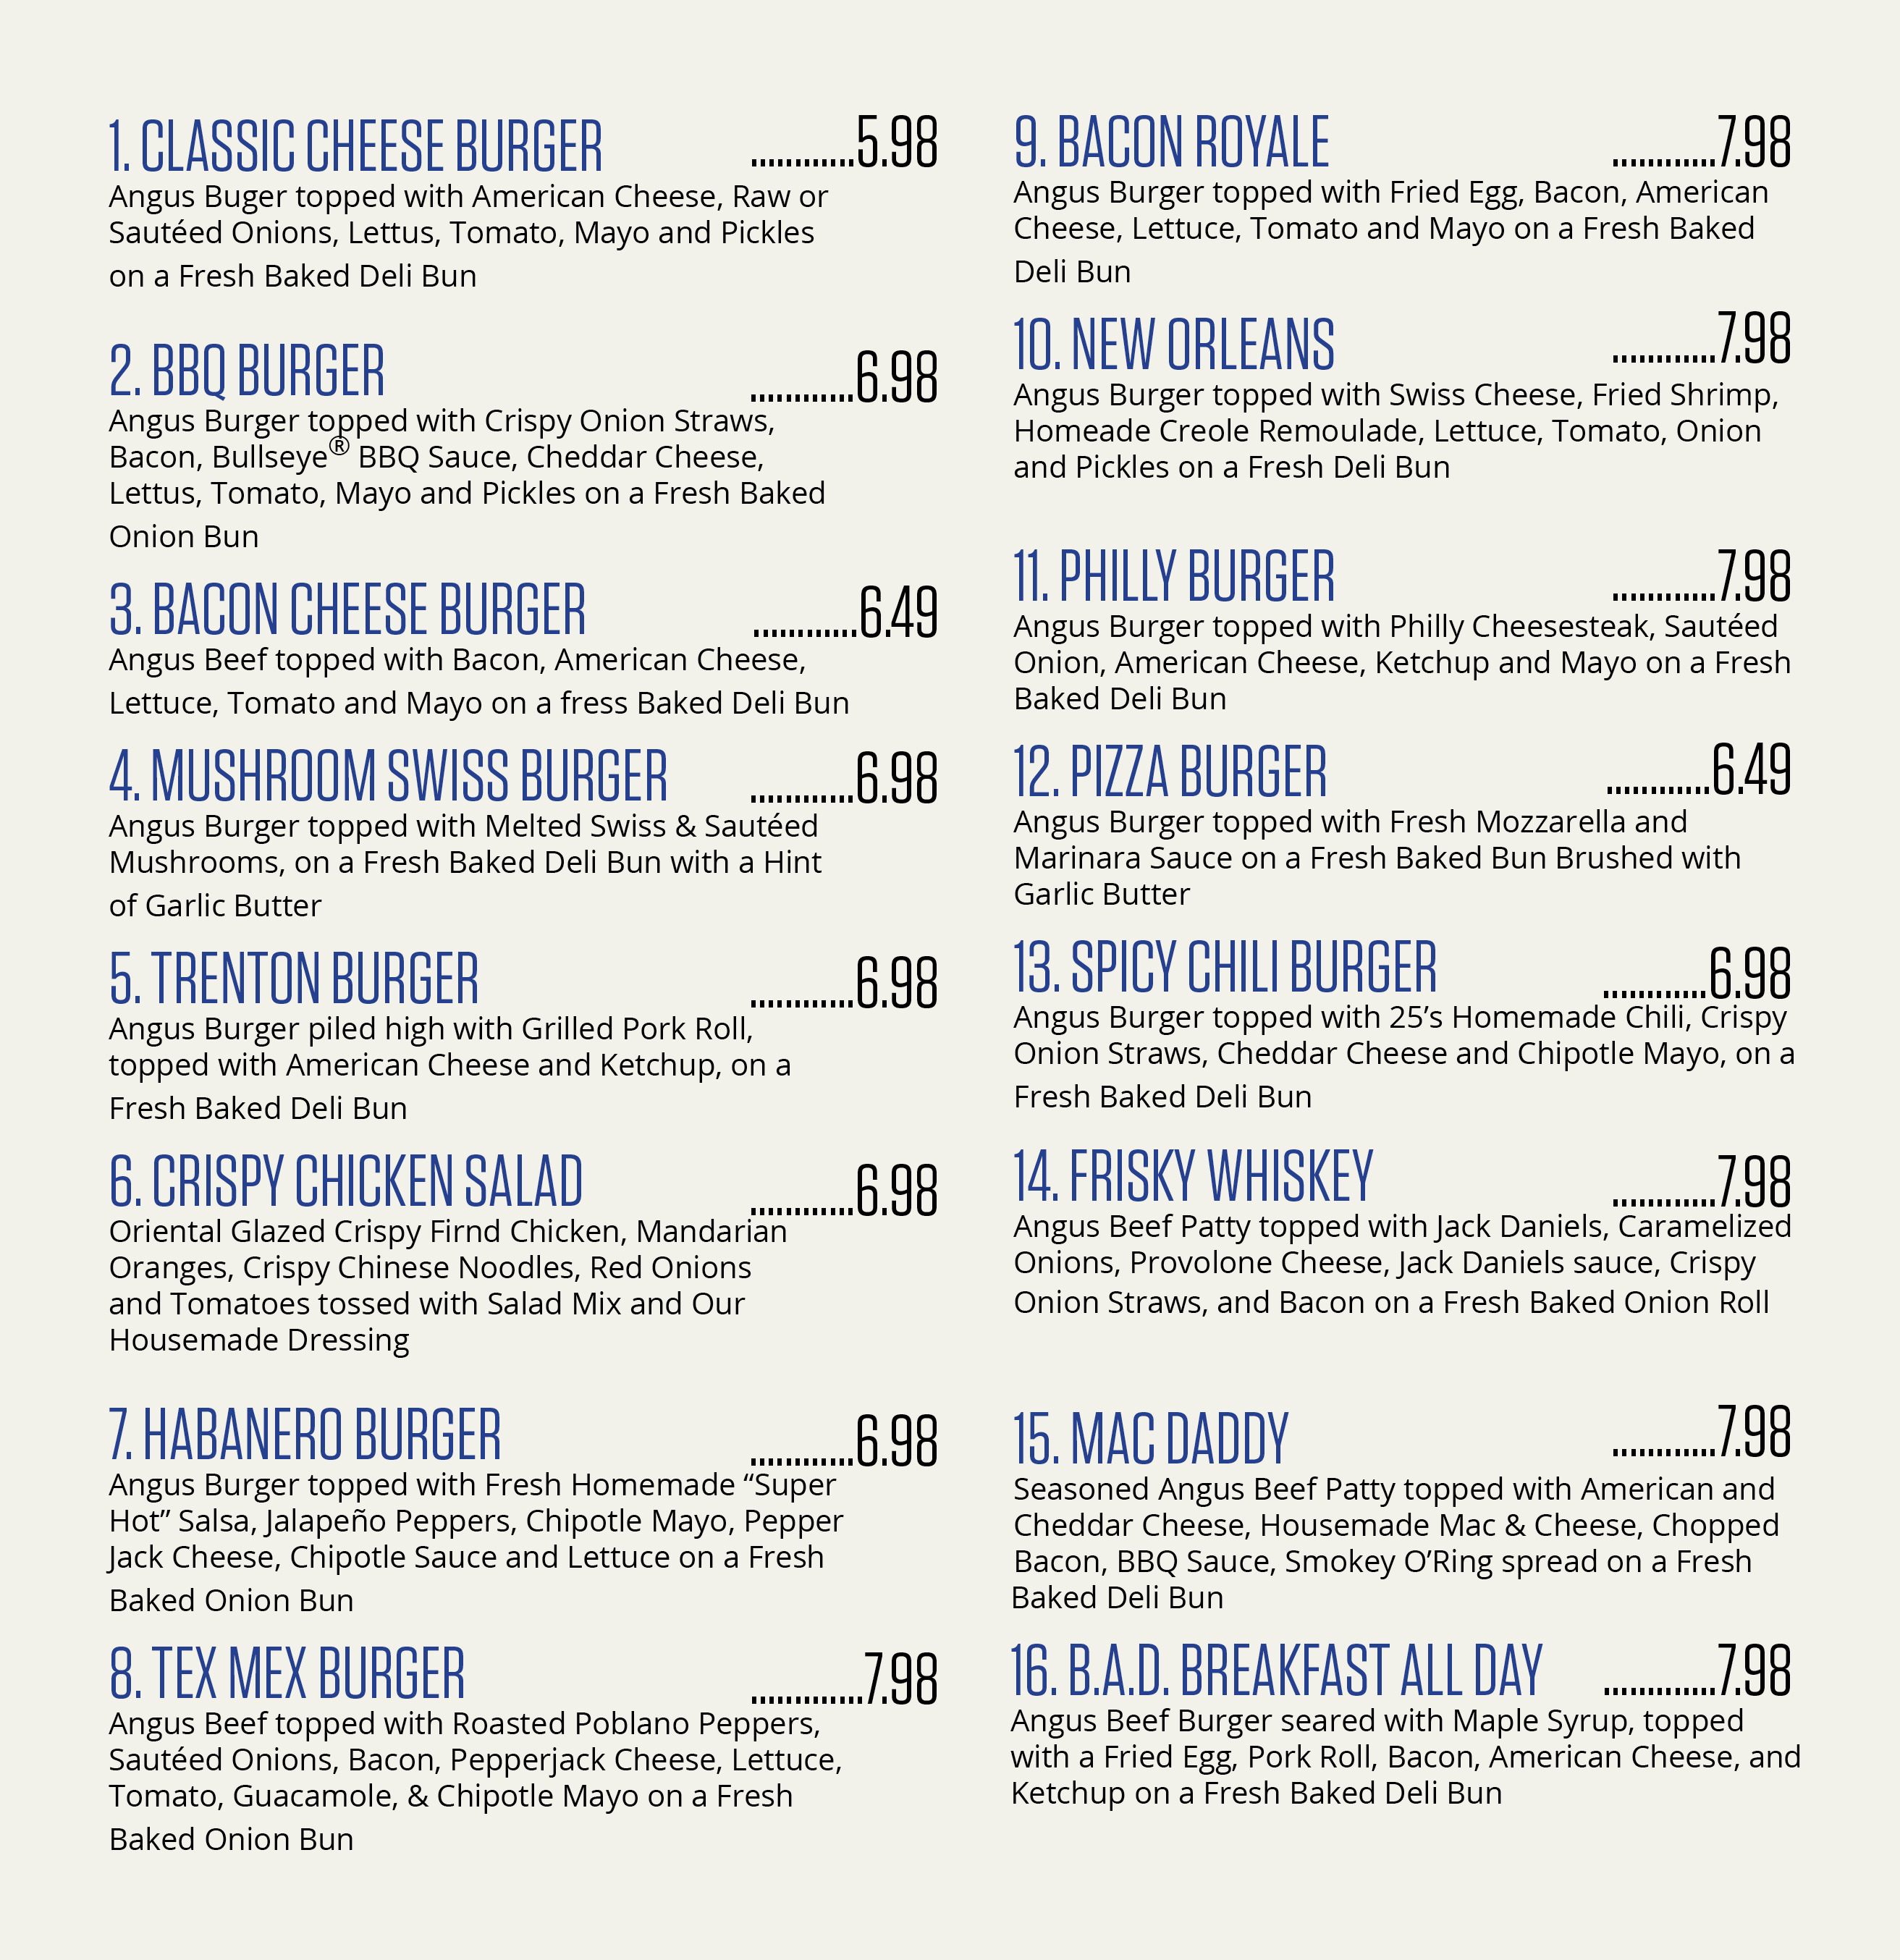 1. CLASSIC CHEESE BURGER ............5.98
Angus Buger topped with American Cheese, Raw or
Sautéed Onions, Lettus, Tomato, Mayo and Pickles
on a Fresh Baked Deli Bun
2. BBQ BURGER ............6.98
Angus Burger topped with Crispy Onion Straws,
Bacon, Bullseye® BBQ Sauce, Cheddar Cheese,
Lettus, Tomato, Mayo and Pickles on a Fresh Baked
Onion Bun
3. BACON CHEESE BURGER ............6.49
Angus Beef topped with Bacon, American Cheese,
Lettuce, Tomato and Mayo on a fress Baked Deli Bun
4. MUSHROOM SWISS BURGER ............6.98
Angus Burger topped with Melted Swiss & Sautéed
Mushrooms, on a Fresh Baked Deli Bun with a Hint
of Garlic Butter
5. TRENTON BURGER ............6.98
Angus Burger piled high with Grilled Pork Roll,
topped with American Cheese and Ketchup, on a
Fresh Baked Deli Bun
6. CRISPY CHICKEN SALAD ............6.98
Oriental Glazed Crispy Firnd Chicken, Mandarian
Oranges, Crispy Chinese Noodles, Red Onions
and Tomatoes tossed with Salad Mix and Our
Housemade Dressing
7. HABANERO BURGER ............6.98
Angus Burger topped with Fresh Homemade “Super
Hot” Salsa, Jalapeño Peppers, Chipotle Mayo, Pepper
Jack Cheese, Chipotle Sauce and Lettuce on a Fresh
Baked Onion Bun
8. TEX MEX BURGER .............7.98
Angus Beef topped with Roasted Poblano Peppers,
Sautéed Onions, Bacon, Pepperjack Cheese, Lettuce,
Tomato, Guacamole, & Chipotle Mayo on a Fresh
Baked Onion Bun
9. BACON ROYALE ............7.98
Angus Burger topped with Fried Egg, Bacon, American
Cheese, Lettuce, Tomato and Mayo on a Fresh Baked
Deli Bun
10. NEW ORLEANS ............7.98
Angus Burger topped with Swiss Cheese, Fried Shrimp,
Homeade Creole Remoulade, Lettuce, Tomato, Onion
and Pickles on a Fresh Deli Bun
11. PHILLY BURGER ............7.98
Angus Burger topped with Philly Cheesesteak, Sautéed
Onion, American Cheese, Ketchup and Mayo on a Fresh
Baked Deli Bun
12. PIZZA BURGER ............6.49
Angus Burger topped with Fresh Mozzarella and
Marinara Sauce on a Fresh Baked Bun Brushed with
Garlic Butter
13. SPICY CHILI BURGER ............6.98
Angus Burger topped with 25’s Homemade Chili, Crispy
Onion Straws, Cheddar Cheese and Chipotle Mayo, on a
Fresh Baked Deli Bun
14. FRISKY WHISKEY ............7.98
Angus Beef Patty topped with Jack Daniels, Caramelized
Onions, Provolone Cheese, Jack Daniels sauce, Crispy
Onion Straws, and Bacon on a Fresh Baked Onion Roll
15. MAC DADDY ............7.98
Seasoned Angus Beef Patty topped with American and
Cheddar Cheese, Housemade Mac & Cheese, Chopped
Bacon, BBQ Sauce, Smokey O’Ring spread on a Fresh
Baked Deli Bun
16. B.A.D. BREAKFAST ALL DAY .............7.98
Angus Beef Burger seared with Maple Syrup, topped
with a Fried Egg, Pork Roll, Bacon, American Cheese, and
Ketchup on a Fresh Baked Deli Bun